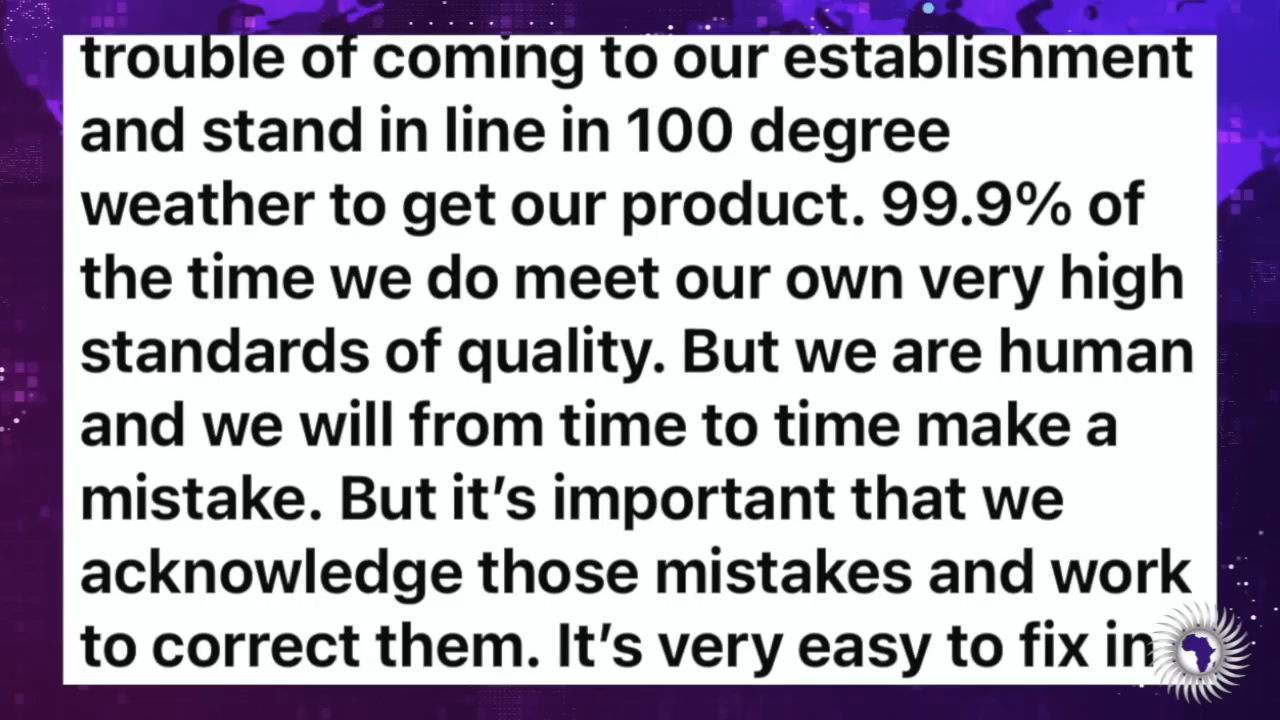 trouble of coming to our establishment
and stand in line in 100 degree
weather to get our product. 99.9% of
the time we do meet our own very high
standards of quality. But we are human
and we will from time to time make a
mistake. But it’s important that we
acknowledge those mistakes and work
to correct them. It’s very easy to fix in